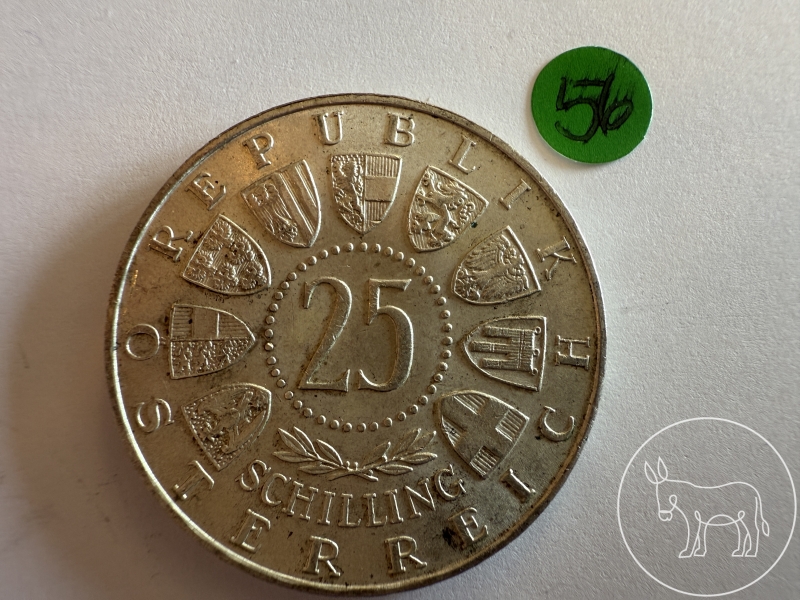 56
REPUBLIK
25
SCHILLING
ÖSTERREICH